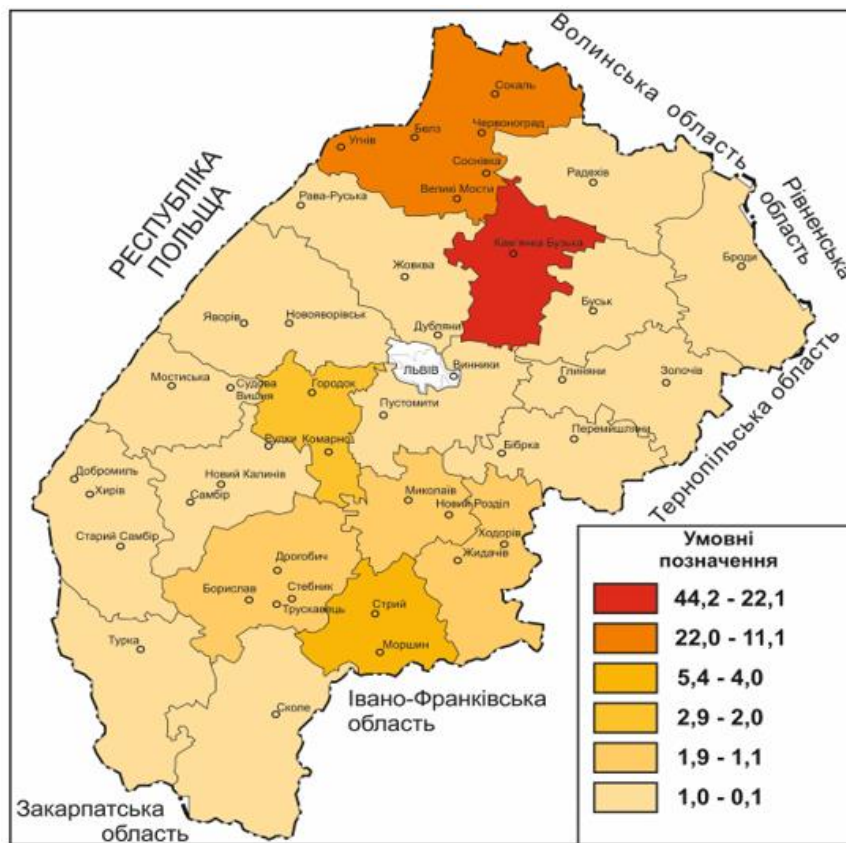 Волинська область
Рівненська
область
РЕСПУБЛІКА
ПОЛЬЩА
Сокаль
Червоноград
Белз
Угнів
Соснівка
Великі Мости
Радехів
Рава-Руська
Кам'янка Бузька
Броди
Жовква
Буськ
Яворів
Новояворівськ
Дубляни
ЛЬВІВ
Винники
Глиняни
Золочів
Мостиська
Судова
Вишня
Городок
Пустомити
Рудки
Комарно
Бібрка
Перемишляни
Тернопільська область
Добромиль
Хирів
Новий Калинів
Самбір
Миколаїв
Новий Розділ
Ходорів
Старий Самбір
Жидачів
Дрогобич
Борислав
Стебник
Трускавець
Стрий
Моршин
Турка
Сколе
Івано-Франківська
область
Закарпатська
область
Умовні
позначення
44,2 - 22,1
22,0 - 11,1
5,4 - 4,0
2,9 - 2,0
1,9 - 1,1
1,0 - 0,1